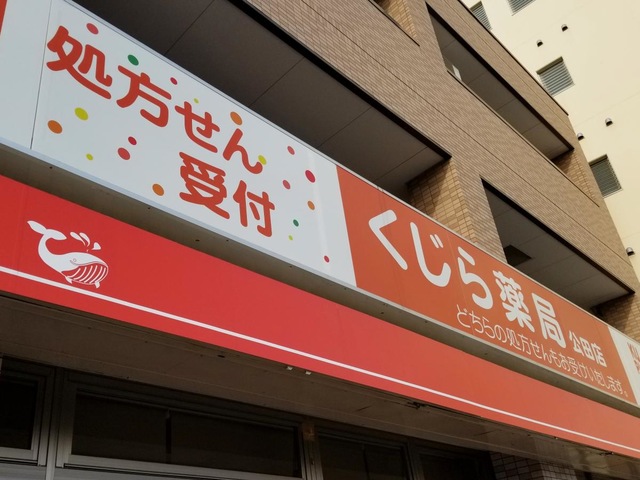 処方せん
受付
くじら薬局 公田店
どちらの処方せんもお受けいたします。